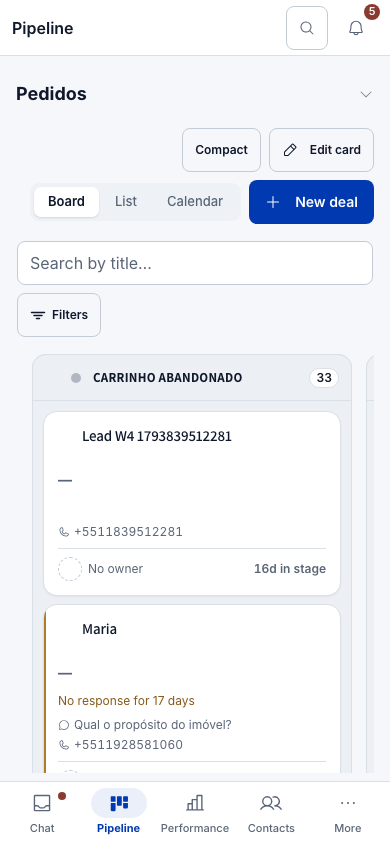 Pipeline
5
Pedidos
Compact
Edit card
Board
List
Calendar
New deal
Search by title...
Filters
CARRINHO ABANDONADO
33
Lead W4 1793839512281
—
+5511839512281
No owner
16d in stage
Maria
—
No response for 17 days
Qual o propósito do imóvel?
+5511928581060
Chat
Pipeline
Performance
Contacts
More